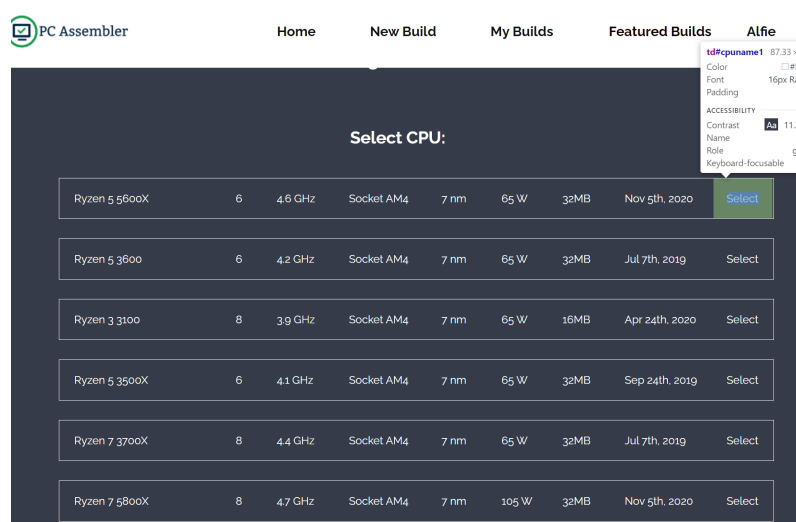 PC Assembler Home New Build My Builds Featured Builds Alfie
td#cpuname1 87.33
Color
Font 16px
Padding
ACCESSIBILITY
Contrast Aa 11.
Name
Role
Keyboard-focusable
Select CPU:
Ryzen 5 5600X 6 4.6 GHz Socket AM4 7 nm 65 W 32MB Nov 5th, 2020 Select
Ryzen 5 3600 6 4.2 GHz Socket AM4 7 nm 65 W 32MB Jul 7th, 2019 Select
Ryzen 3 3100 8 3.9 GHz Socket AM4 7 nm 65 W 16MB Apr 24th, 2020 Select
Ryzen 5 3500X 6 4.1 GHz Socket AM4 7 nm 65 W 32MB Sep 24th, 2019 Select
Ryzen 7 3700X 8 4.4 GHz Socket AM4 7 nm 65 W 32MB Jul 7th, 2019 Select
Ryzen 7 5800X 8 4.7 GHz Socket AM4 7 nm 105 W 32MB Nov 5th, 2020 Select